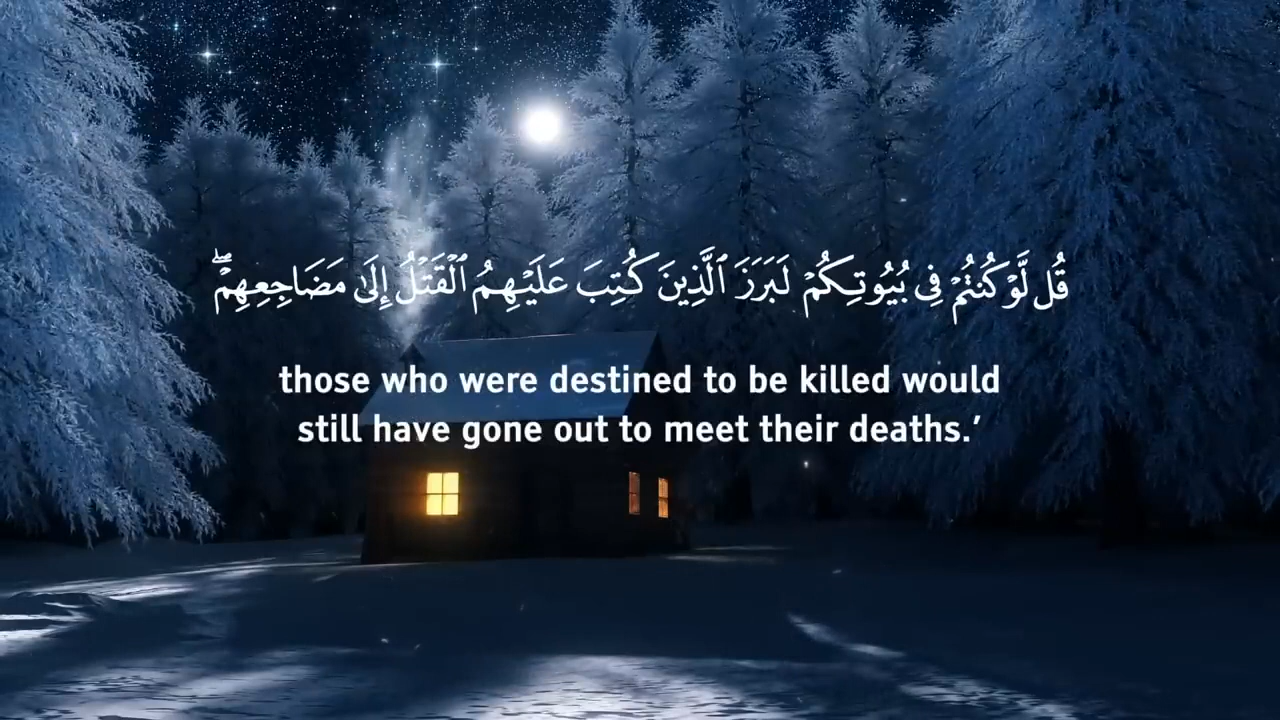 قُل لَّوْ كُنتُمْ فِى بُيُوتِكُمْ لَبَرَزَ ٱلَّذِينَ كُتِبَ عَلَيْهِمُ ٱلْقَتْلُ إِلَىٰ مَضَاجِعِهِمْ ۖ
those who were destined to be killed would
still have gone out to meet their deaths.’